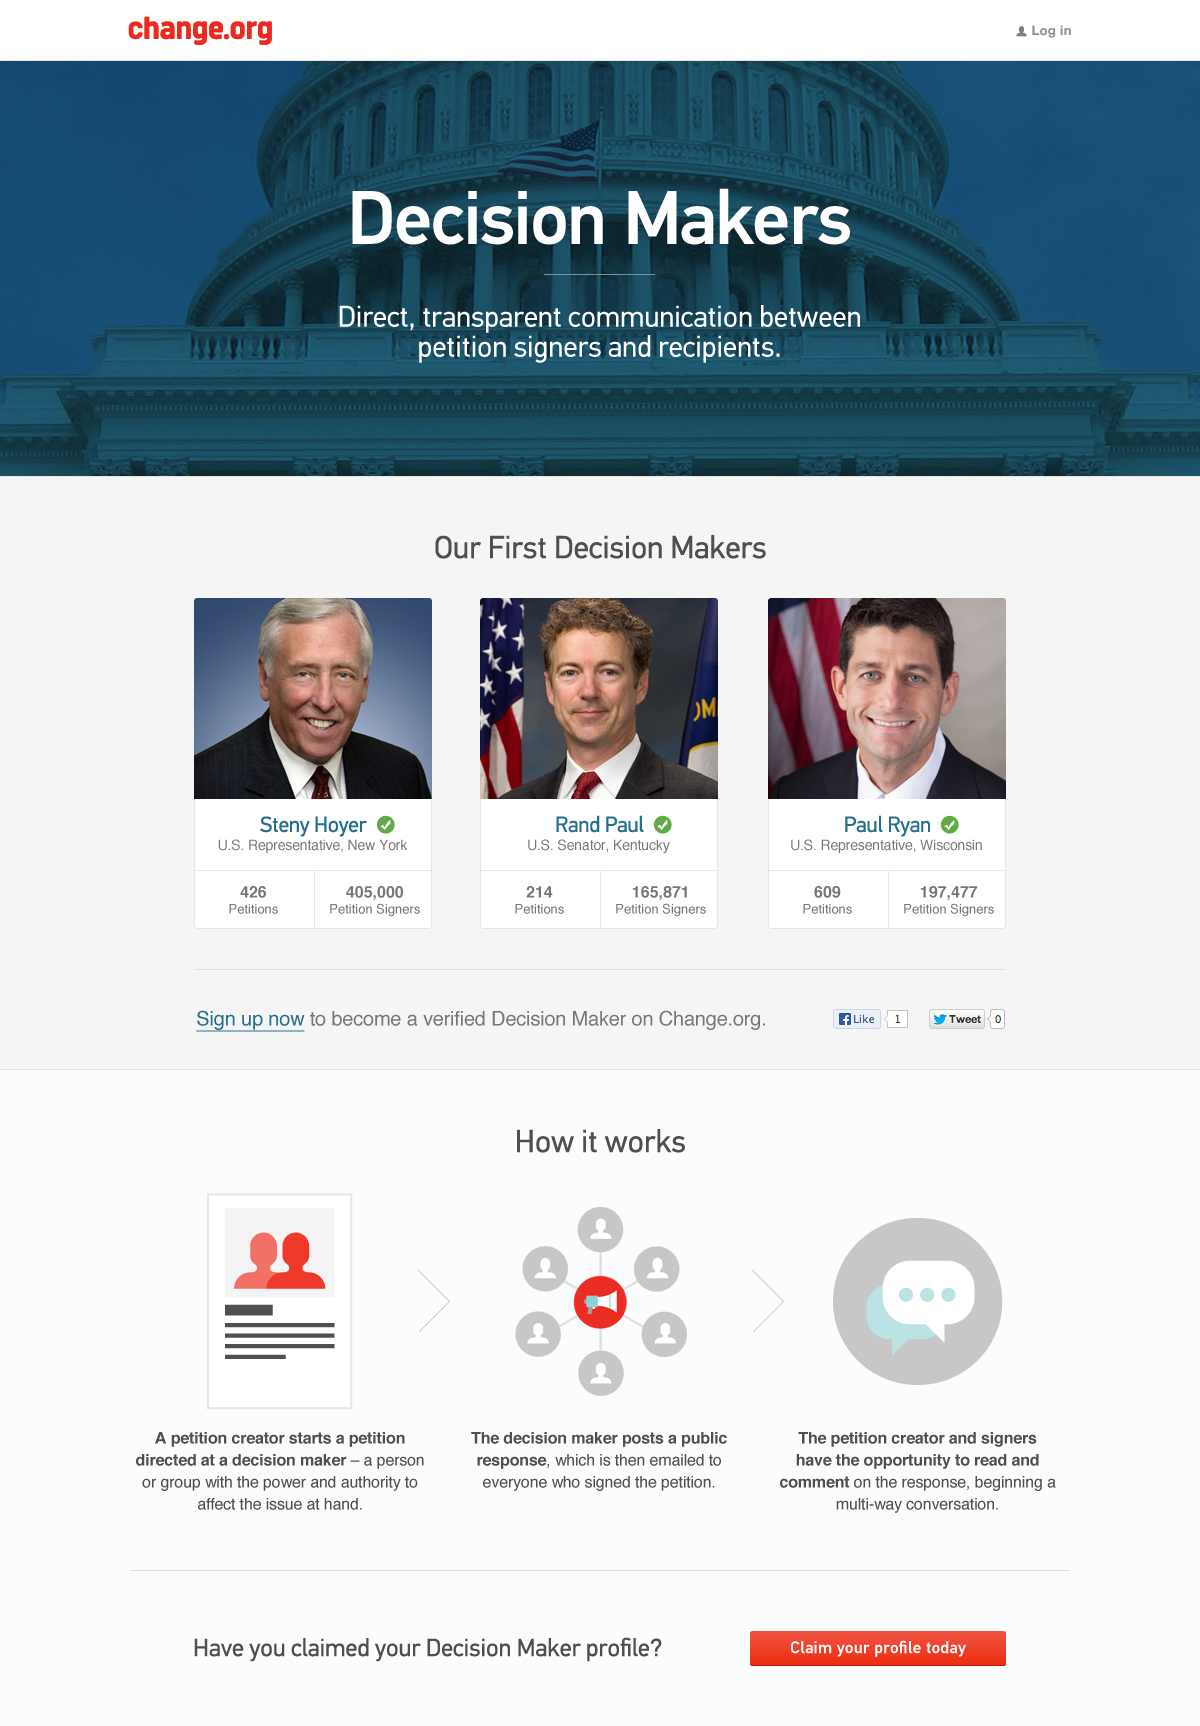 change.org
Log in
Decision Makers
Direct, transparent communication between
petition signers and recipients.
Our First Decision Makers
OM
Steny Hoyer
U.S. Representative, New York
426
Petitions
405,000
Petition Signers
Rand Paul
U.S. Senator, Kentucky
214
Petitions
165,871
Petition Signers
Paul Ryan
U.S. Representative, Wisconsin
609
Petitions
197,477
Petition Signers
Sign up now to become a verified Decision Maker on Change.org.
Like 1
Tweet 0
How it works
A petition creator starts a petition
directed at a decision maker – a person
or group with the power and authority to
affect the issue at hand.
The decision maker posts a public
response, which is then emailed to
everyone who signed the petition.
The petition creator and signers
have the opportunity to read and
comment on the response, beginning a
multi-way conversation.
Have you claimed your Decision Maker profile?
Claim your profile today